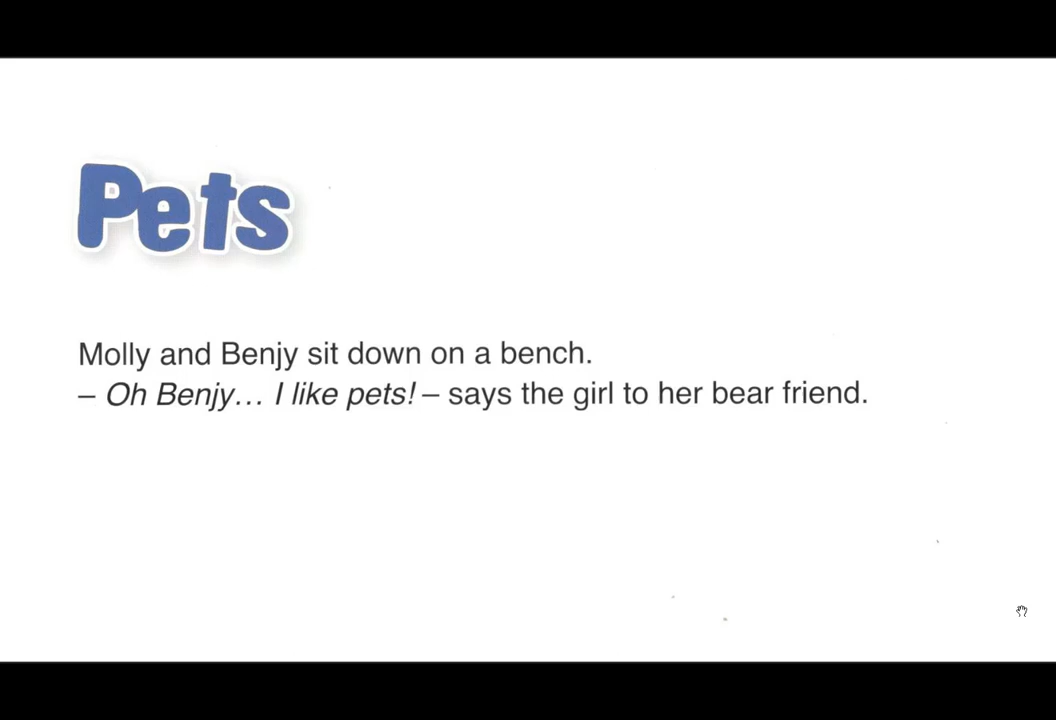 Pets
Molly and Benjy sit down on a bench.
– Oh Benjy… I like pets! – says the girl to her bear friend.